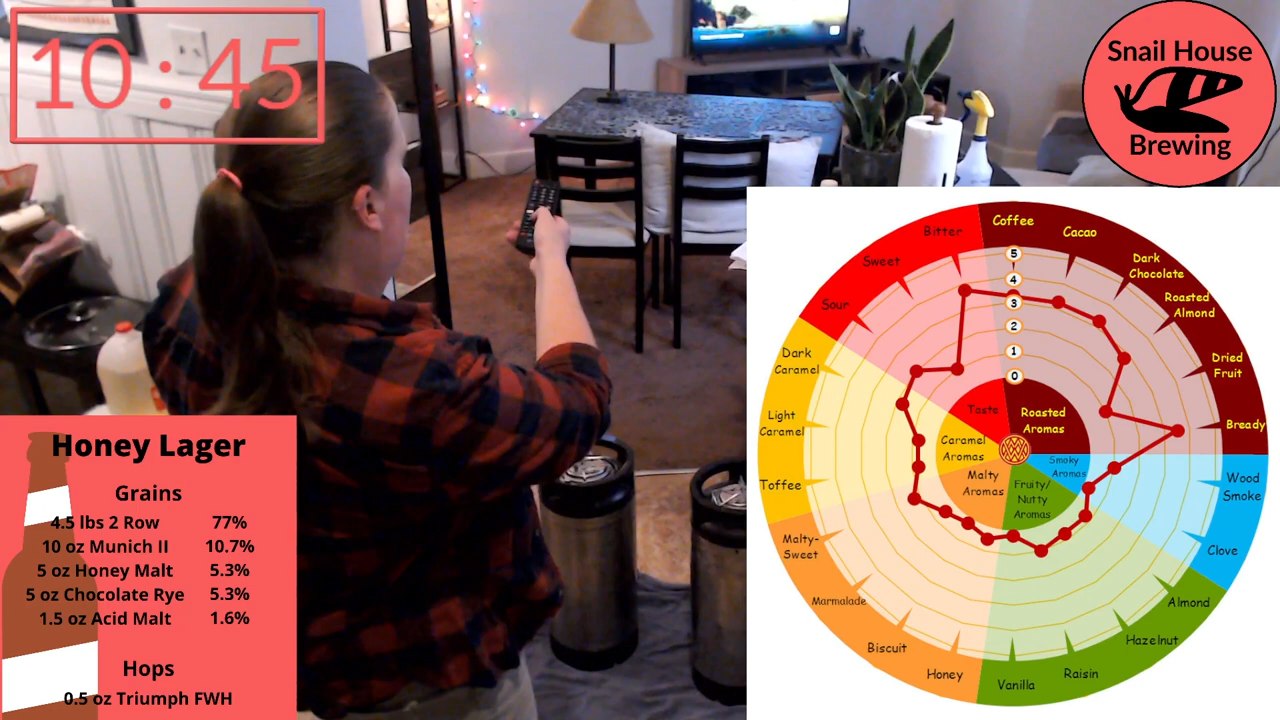 10 : 45
Snail House
Brewing
Honey Lager
Grains
4.5 lbs 2 Row 77%
10 oz Munich II 10.7%
5 oz Honey Malt 5.3%
5 oz Chocolate Rye 5.3%
1.5 oz Acid Malt 1.6%
Hops
0.5 oz Triumph FWH
Coffee
Cacao
Dark
Chocolate
Roasted
Almond
Dried
Fruit
Bready
Wood
Smoke
Clove
Almond
Hazelnut
Raisin
Vanilla
Honey
Biscuit
Marmalade
Malty-
Sweet
Toffee
Light
Caramel
Dark
Caramel
Sour
Sweet
Bitter
5
4
3
2
1
0
Taste
Roasted
Aromas
Caramel
Aromas
Smoky
Aromas
Malty
Aromas
Fruity/
Nutty
Aromas